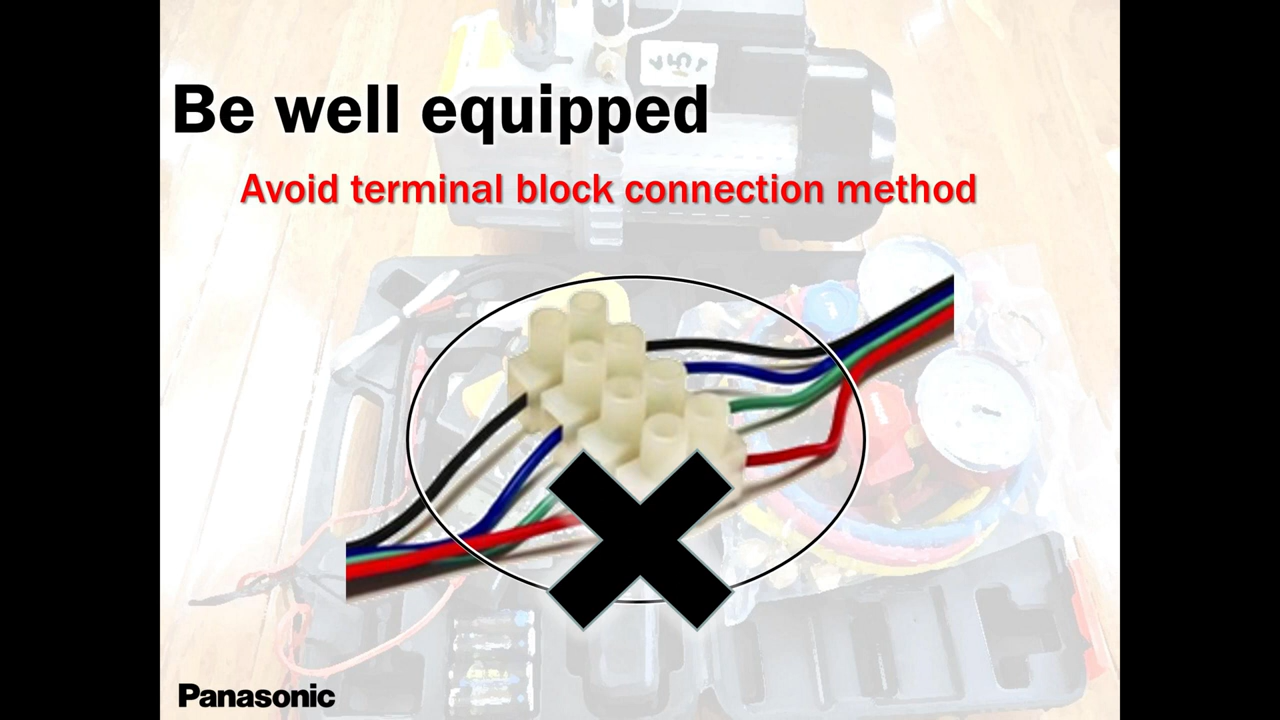 Be well equipped
Avoid terminal block connection method
Panasonic